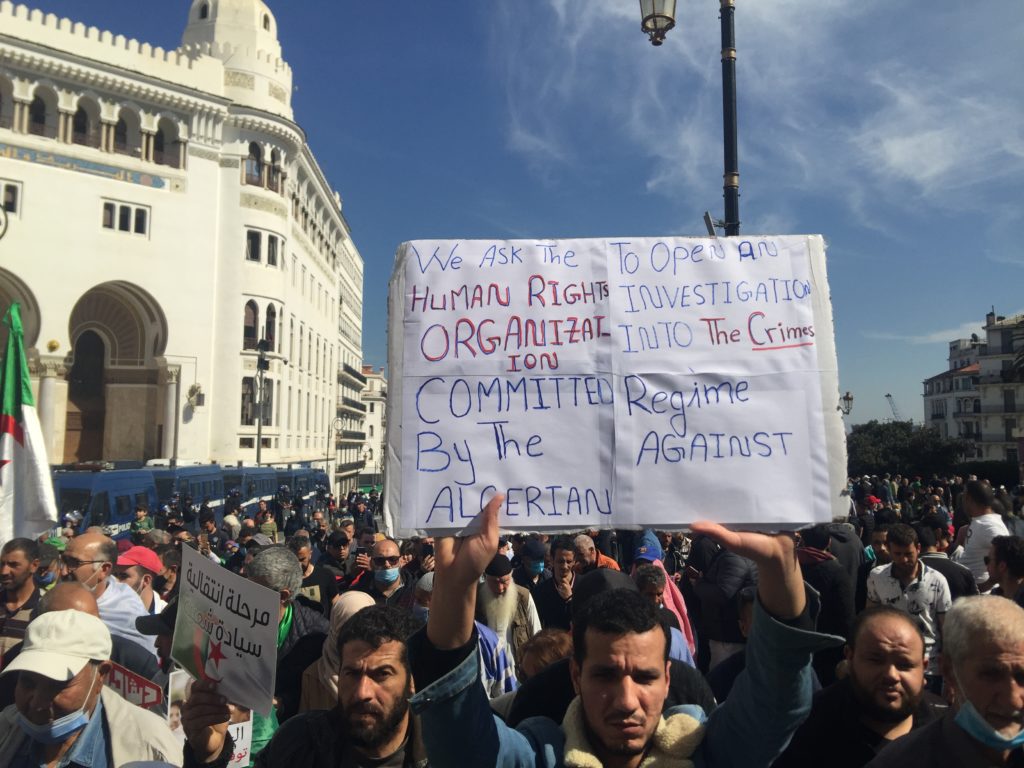 We Ask The
HUMAN RIGHTS
ORGANIZAT
ION
COMMITTED
By The
ALGERIAN
To Open AN
INVESTIGATION
INTO The Crimes
Regime
AGAINST
مرحلة إنتقالية
سيادة